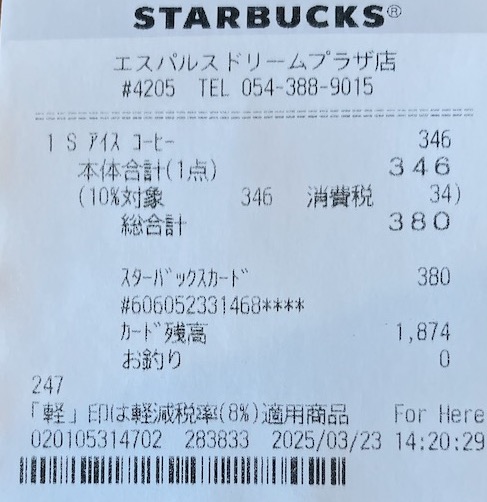 STARBUCKS®
エスパルスドリームプラザ店
#4205 TEL 054-388-9015
1 S アイス コーヒー 346
本体合計(1点) 346
(10%対象 346 消費税 34)
総合計 380
スターバックスカード 380
#606052331468****
カード残高 1,874
お釣り 0
247
「軽」印は軽減税率(8%)適用商品 For Here
020105314702 283833 2025/03/23 14:20:29